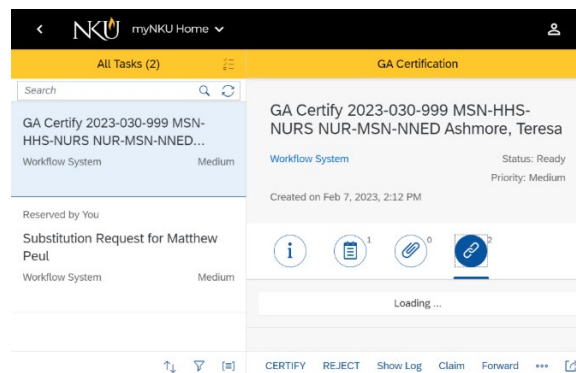 NKU myNKU Home
All Tasks (2)
GA Certification
Search
GA Certify 2023-030-999 MSN-
HHS-NURS NUR-MSN-NNED...
Workflow System Medium
Reserved by You
Substitution Request for Matthew
Peul
Workflow System Medium
GA Certify 2023-030-999 MSN-HHS-
NURS NUR-MSN-NNED Ashmore, Teresa
Workflow System Status: Ready
Priority: Medium
Created on Feb 7, 2023, 2:12 PM
1 0 2
Loading ...
CERTIFY REJECT Show Log Claim Forward